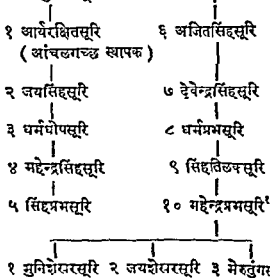 १ आर्यरक्षितसूरि
( आंचलगच्छ स्थापक )
२ जयसिंहसूरि
३ धर्मघोपसूरि
४ महेन्द्रसिंहसूरि
५ सिंहप्रभसूरि
६ अजितसिंहसूरि
७ देवेन्द्रसिंहसूरि
८ धर्मप्रभसूरि
९ सिंहतिलकसूरि
१० महेन्द्रप्रभसूरि¹
१ मुनिशेखरसूरि २ जयशेखरसूरि ३ मेरुतुंग